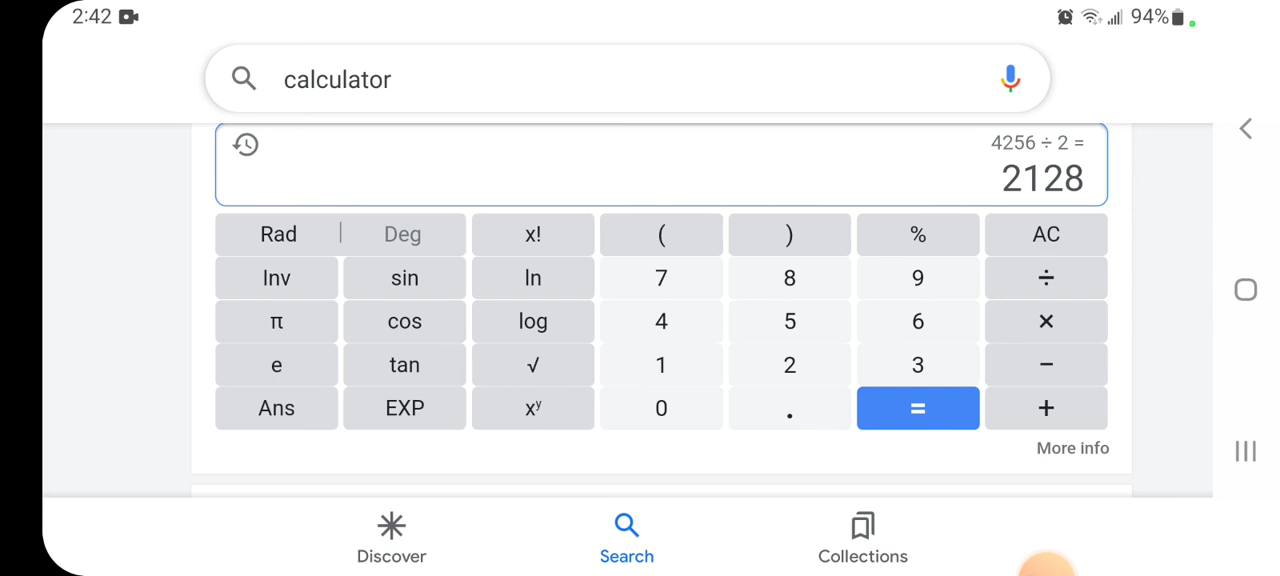 2:42 94%
calculator
4256 ÷ 2 =
2128
Rad | Deg x! ( ) % AC
Inv sin ln 7 8 9 ÷
π cos log 4 5 6 ×
e tan √ 1 2 3 −
Ans EXP xʸ 0 . = +
More info
Discover Search Collections